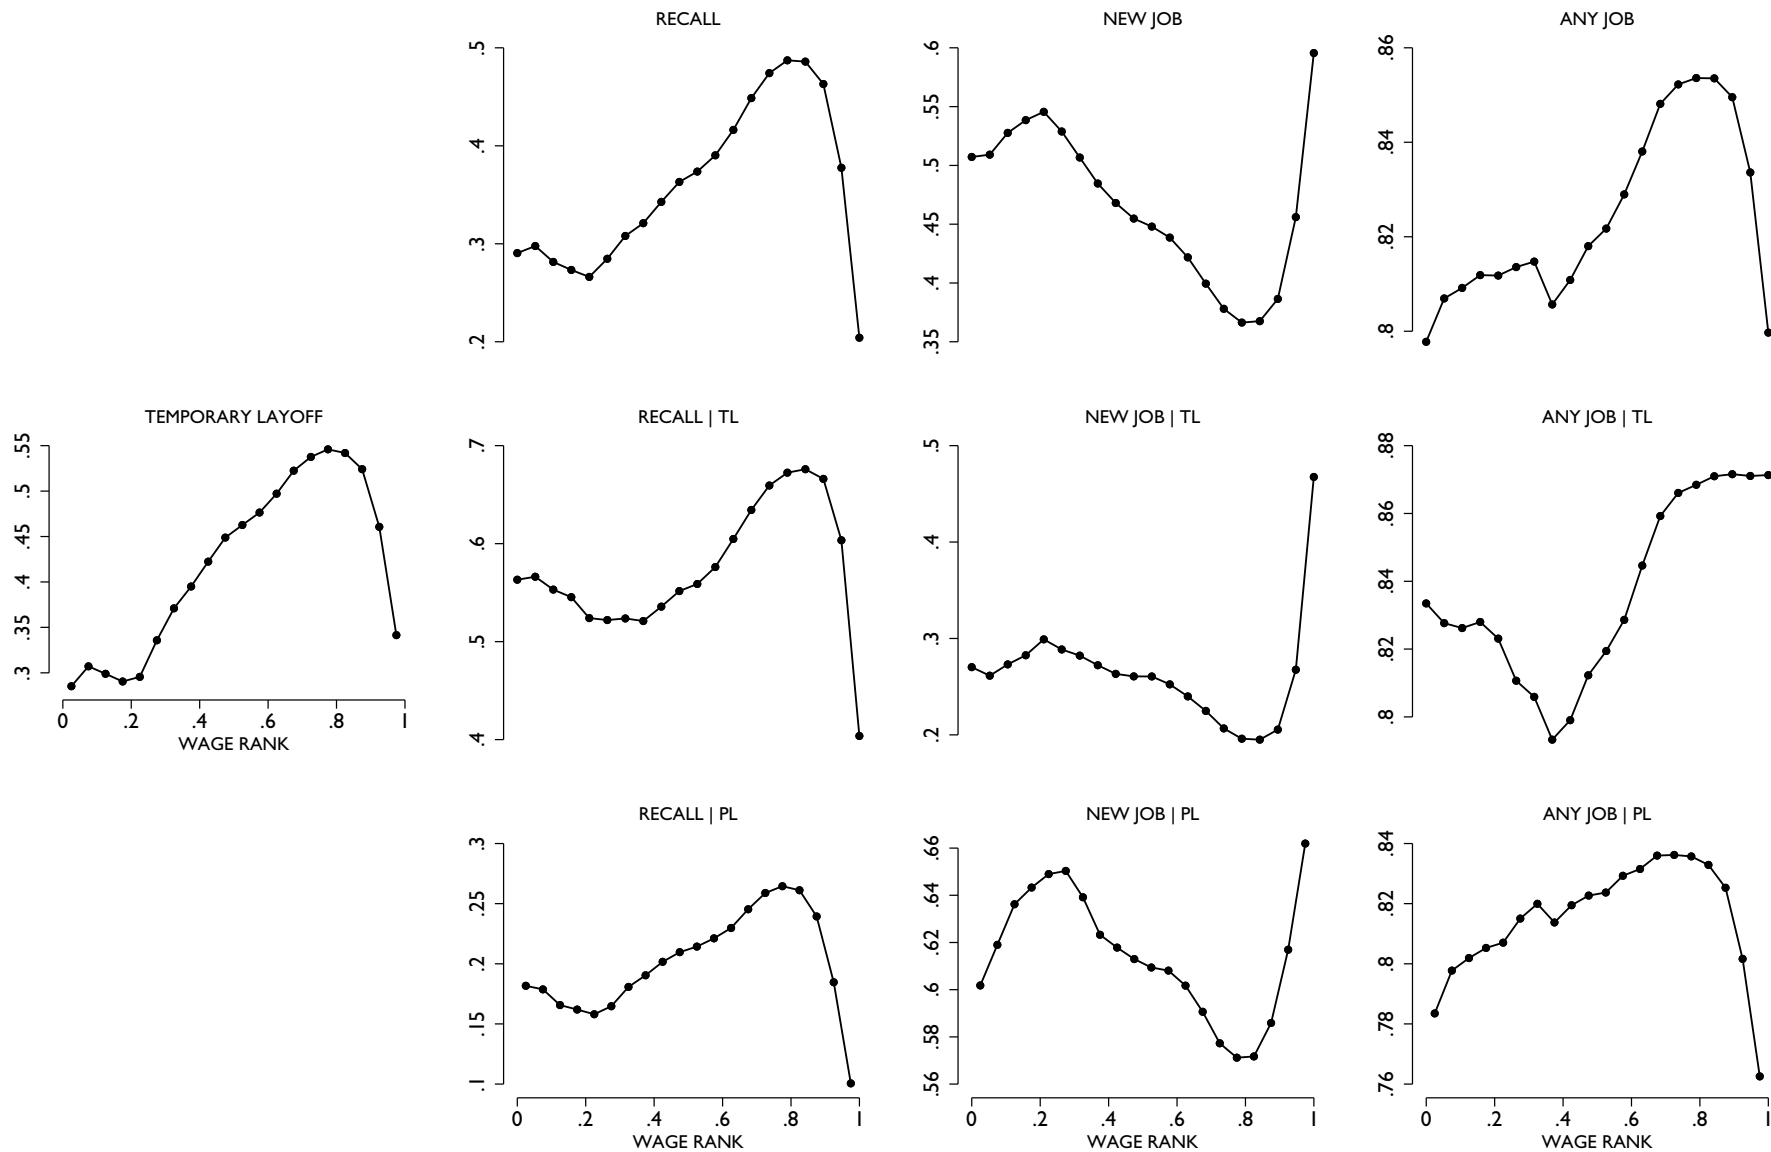 RECALL
.5
.4
.3
.2
NEW JOB
.6
.55
.5
.45
.4
.35
ANY JOB
.86
.84
.82
.8
TEMPORARY LAYOFF
.55
.5
.45
.4
.35
.3
0 .2 .4 .6 .8 1
WAGE RANK
RECALL | TL
.7
.6
.5
.4
NEW JOB | TL
.5
.4
.3
.2
ANY JOB | TL
.88
.86
.84
.82
.8
RECALL | PL
.3
.25
.2
.15
.1
0 .2 .4 .6 .8 1
WAGE RANK
NEW JOB | PL
.66
.64
.62
.6
.58
.56
0 .2 .4 .6 .8 1
WAGE RANK
ANY JOB | PL
.84
.82
.8
.78
.76
0 .2 .4 .6 .8 1
WAGE RANK